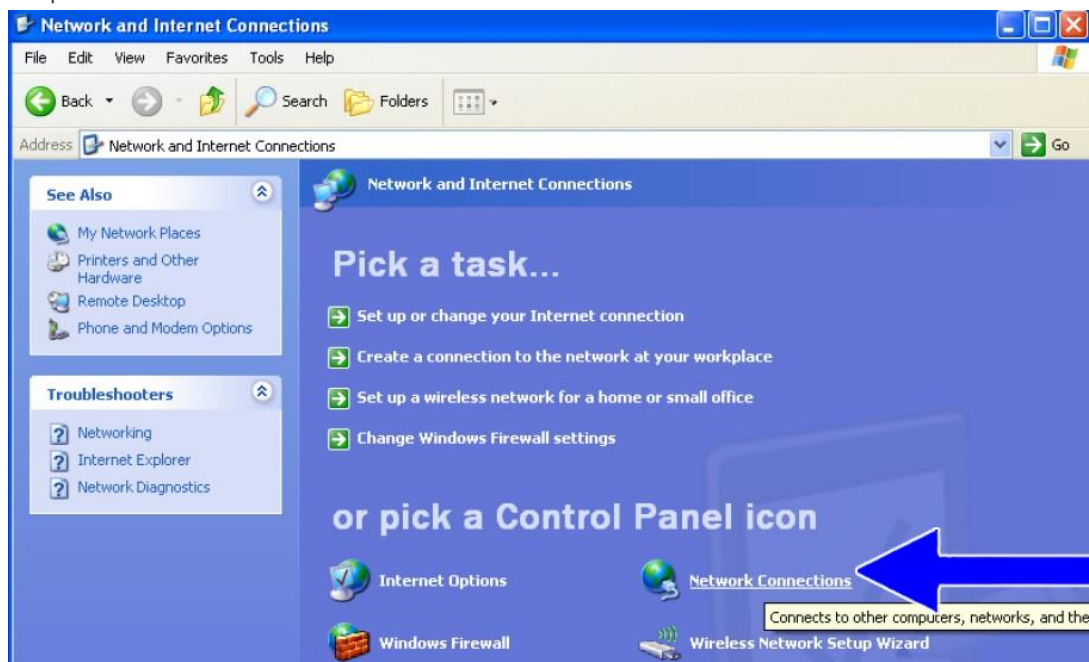 Network and Internet Connections
File Edit View Favorites Tools Help
Back Search Folders
Address Network and Internet Connections Go
See Also
My Network Places
Printers and Other
Hardware
Remote Desktop
Phone and Modem Options
Troubleshooters
Networking
Internet Explorer
Network Diagnostics
Network and Internet Connections
Pick a task...
Set up or change your Internet connection
Create a connection to the network at your workplace
Set up a wireless network for a home or small office
Change Windows Firewall settings
or pick a Control Panel icon
Internet Options Network Connections
Connects to other computers, networks, and the
Windows Firewall Wireless Network Setup Wizard